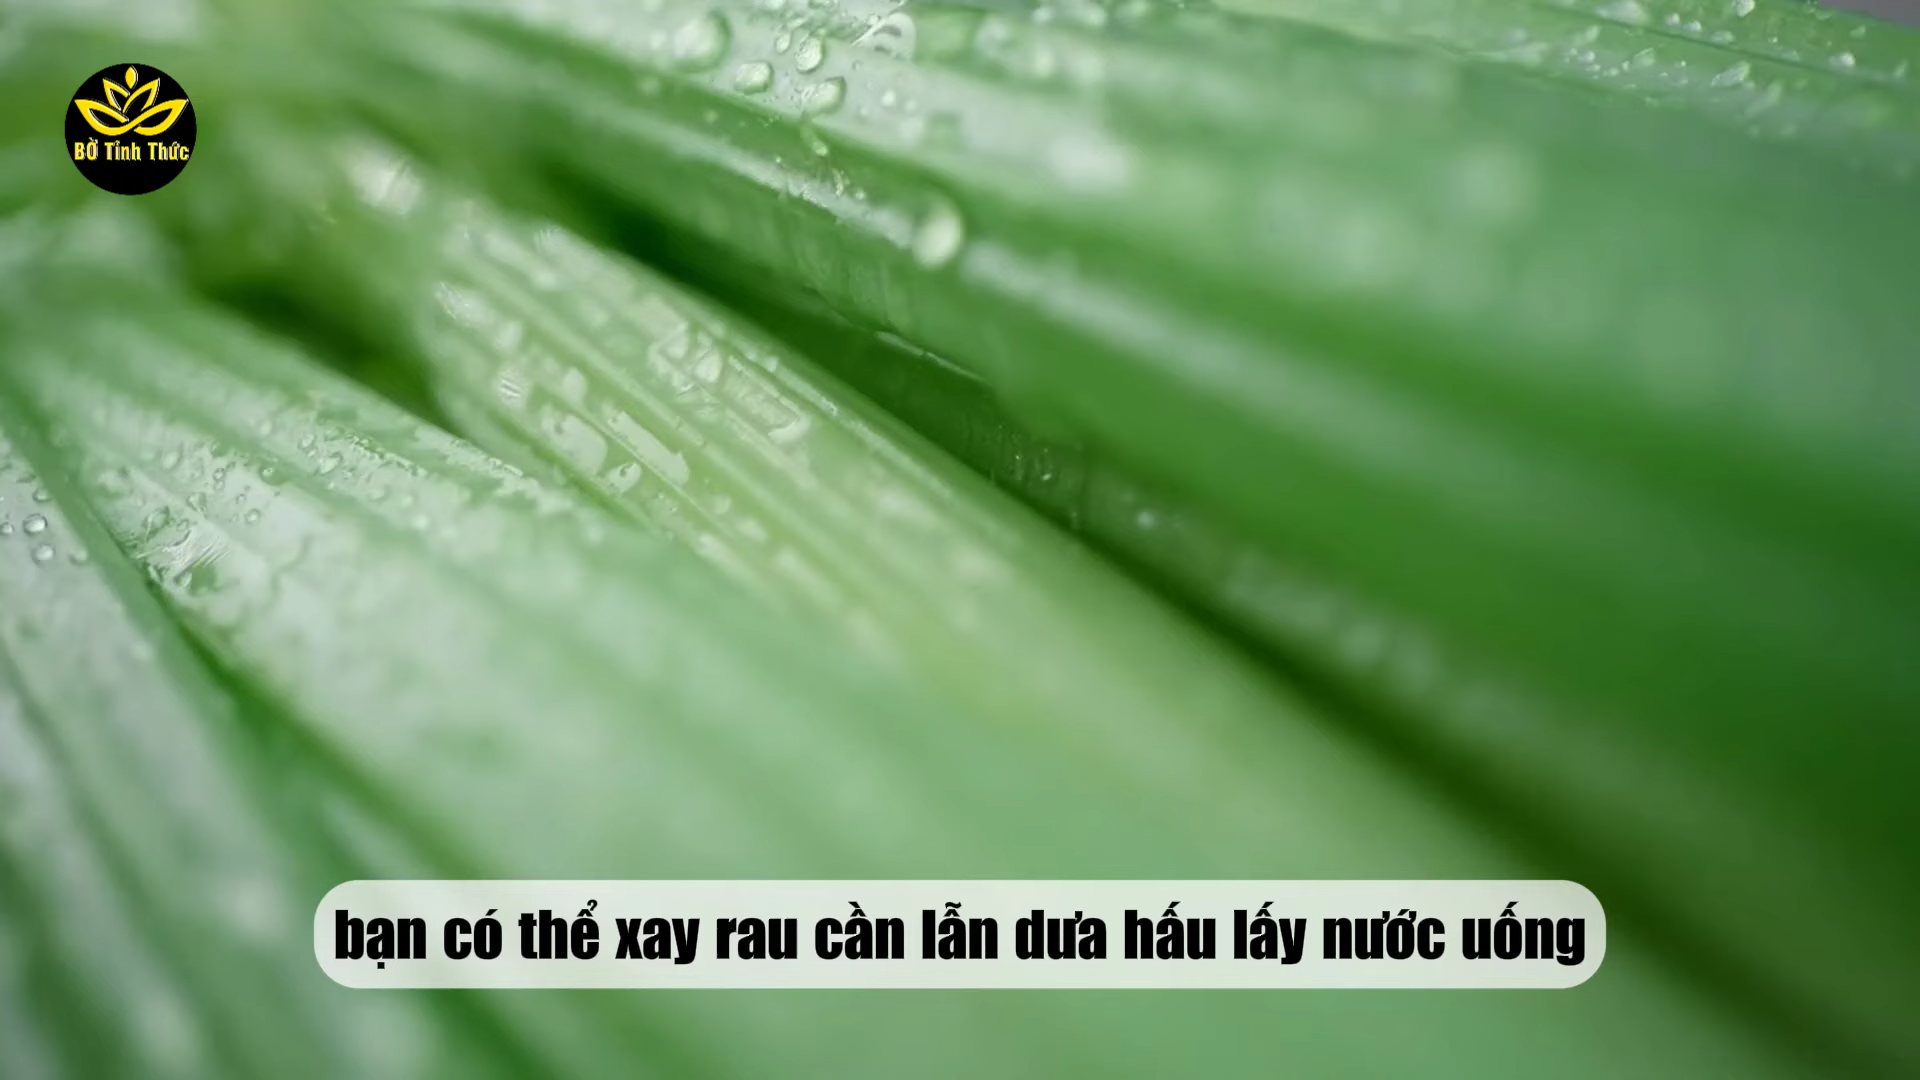 BỜ Tỉnh Thức
bạn có thể xay rau cần lẫn dưa hấu lấy nước uống